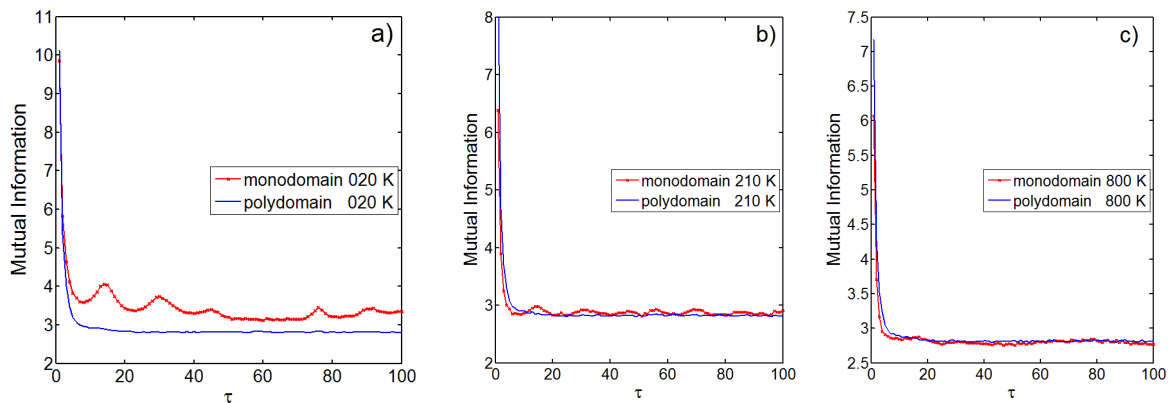 a)
11
10
9
8
7
6
5
4
3
2
Mutual Information
0 20 40 60 80 100
τ
monodomain 020 K
polydomain 020 K
b)
8
7
6
5
4
3
2
Mutual Information
0 20 40 60 80 100
τ
monodomain 210 K
polydomain 210 K
c)
7.5
7
6.5
6
5.5
5
4.5
4
3.5
3
2.5
Mutual Information
0 20 40 60 80 100
τ
monodomain 800 K
polydomain 800 K